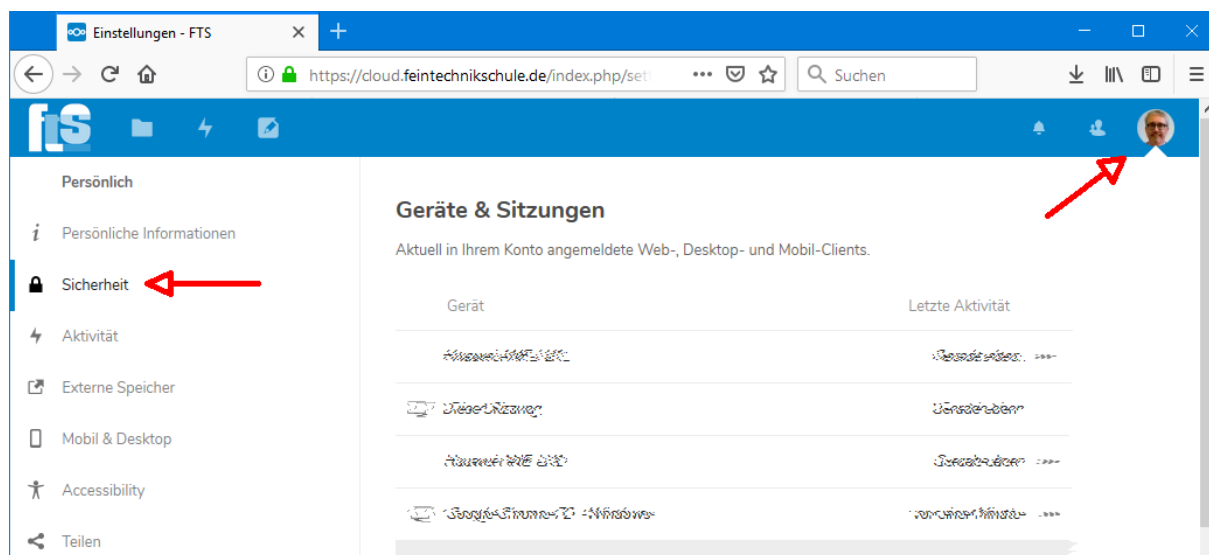 Einstellungen - FTS
https://cloud.feintechnikschule.de/index.php/set
Suchen
fts
Persönlich
Persönliche Informationen
Sicherheit
Aktivität
Externe Speicher
Mobil & Desktop
Accessibility
Teilen
Geräte & Sitzungen
Aktuell in Ihrem Konto angemeldete Web-, Desktop- und Mobil-Clients.
Gerät Letzte Aktivität